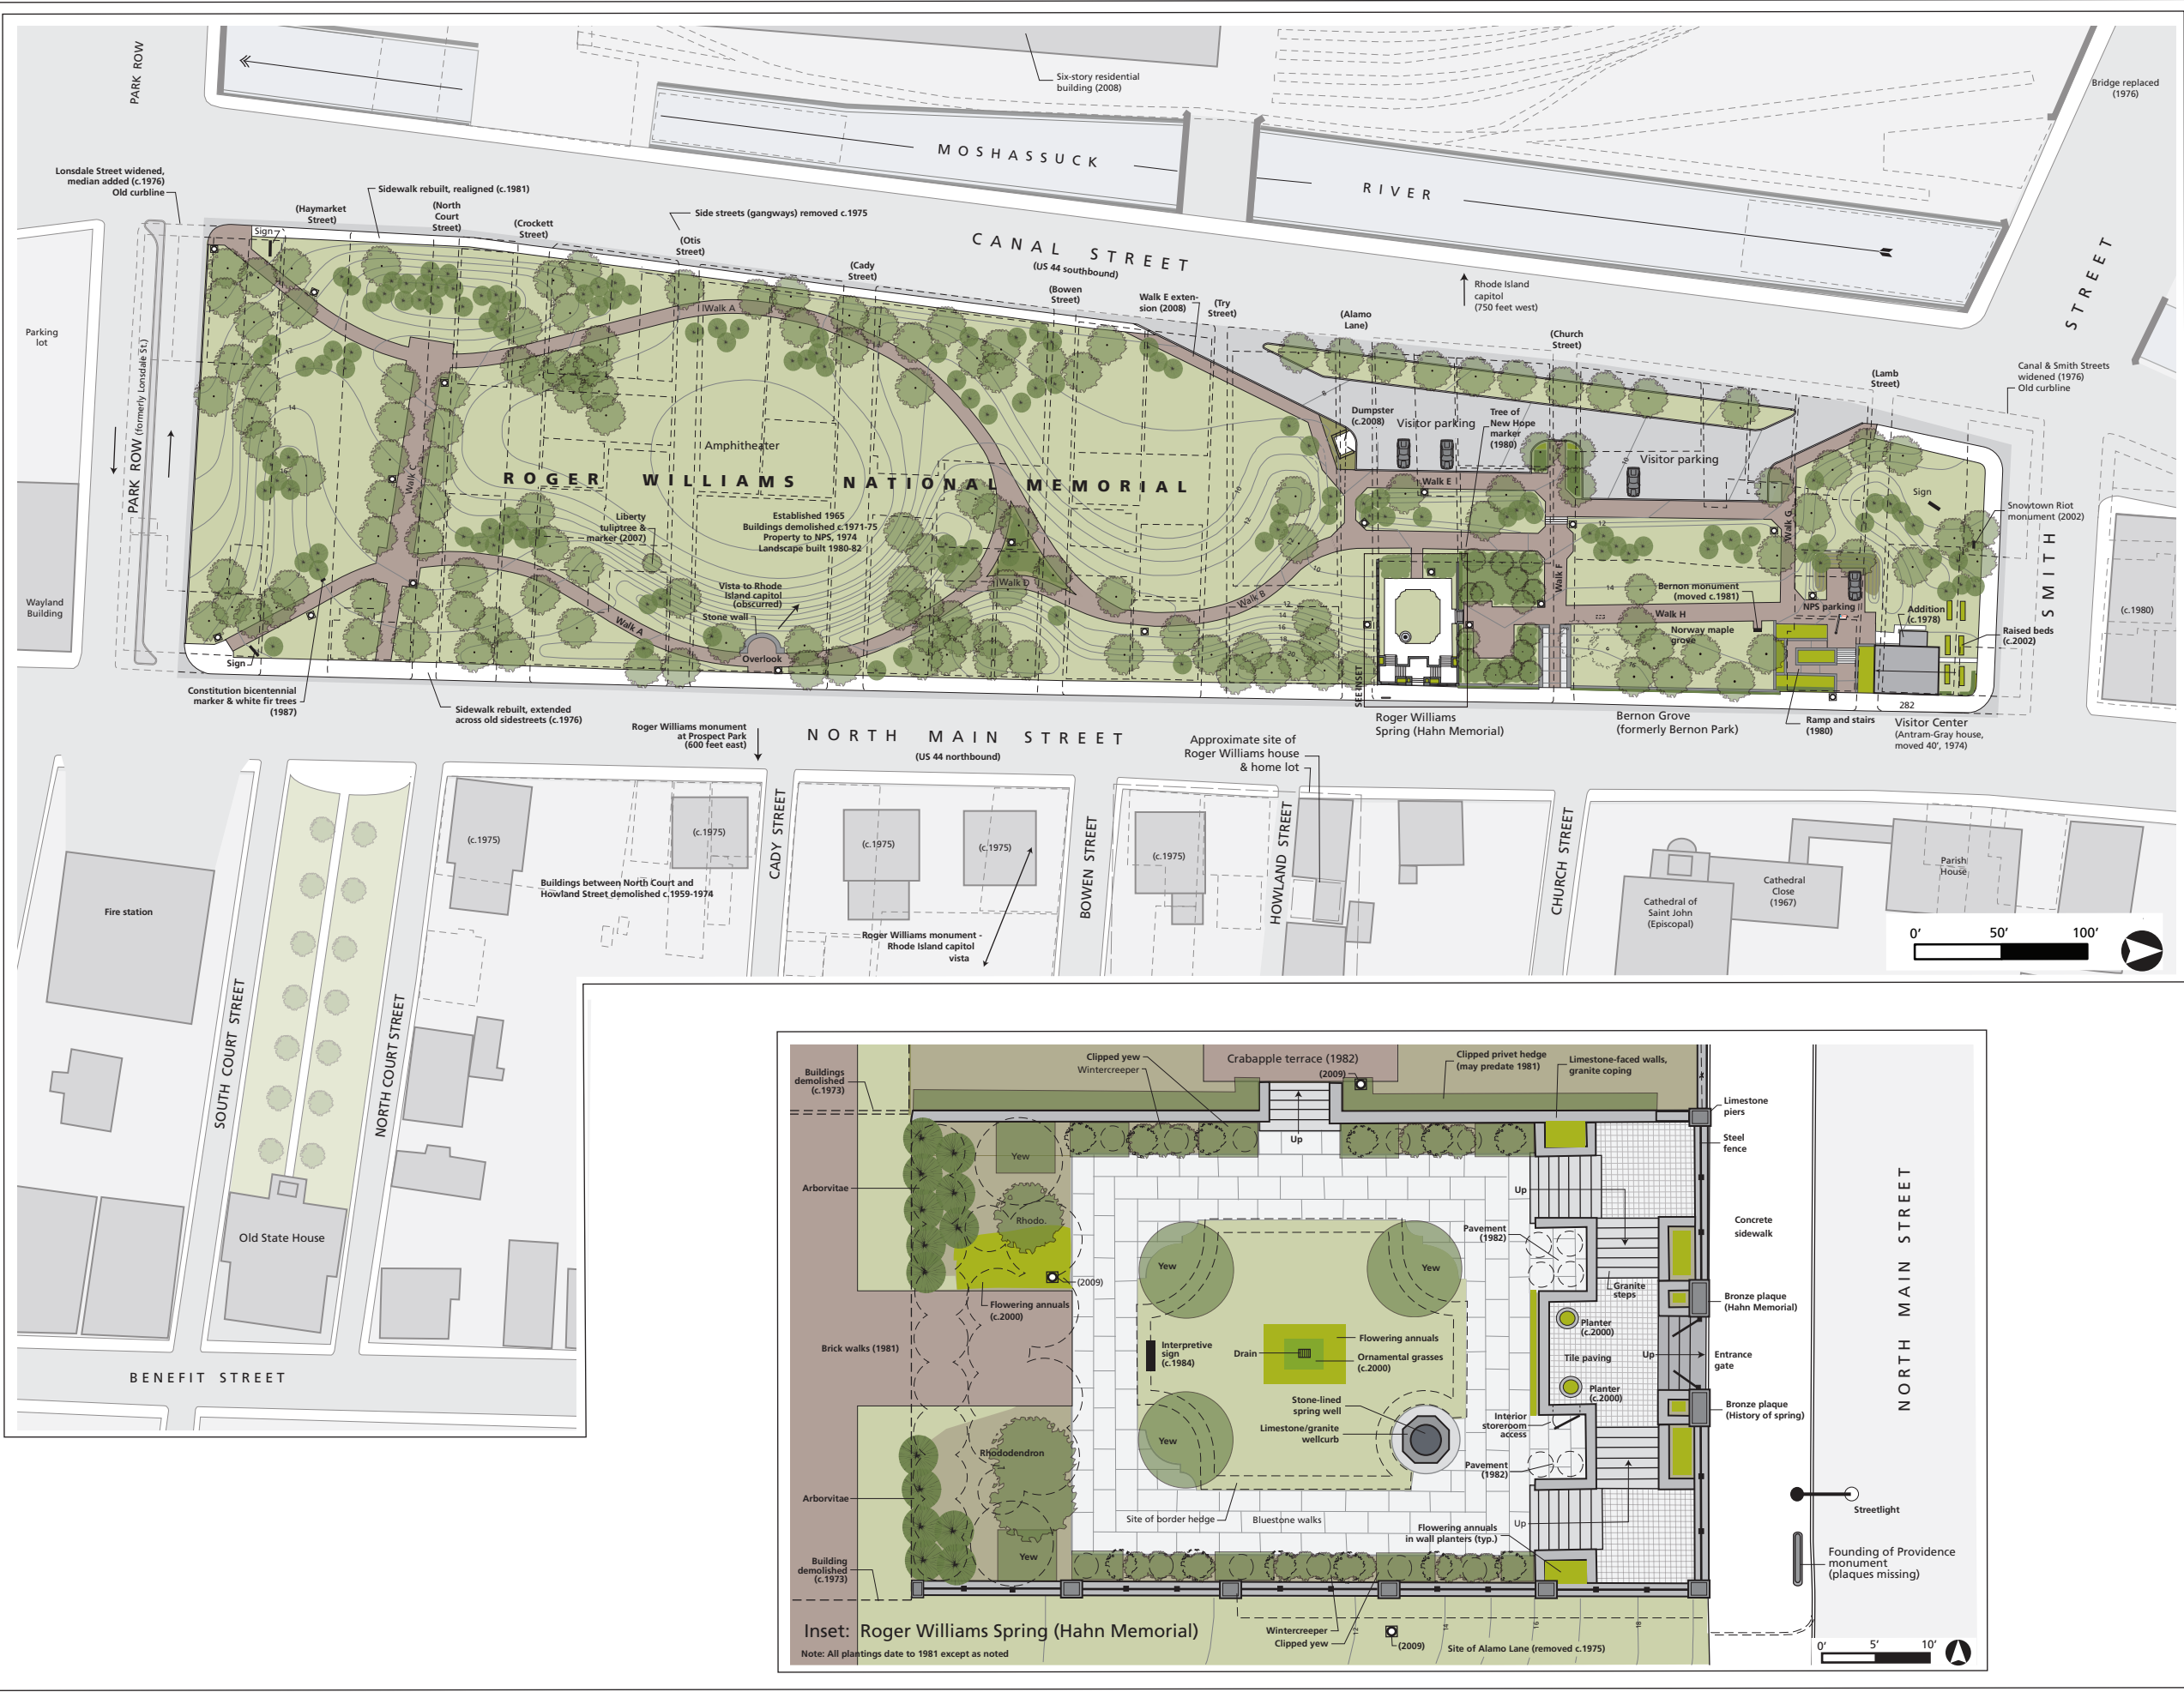 PARK ROW
Six-story residential
building (2008)
Bridge replaced
(1976)
MOSHASSUCK
RIVER
STREET
Lonsdale Street widened,
median added (c.1976)
Old curbline
Sidewalk rebuilt, realigned (c.1981)
(Haymarket
Street)
(North
Court
Street)
(Crockett
Street)
Side streets (gangways) removed c.1975
(Otis
Street)
(Cady
Street)
CANAL STREET
(US 44 southbound)
(Bowen
Street)
Walk E exten-
sion (2008)
(Try
Street)
Rhode Island
capitol
(750 feet west)
(Alamo
Lane)
(Church
Street)
(Lamb
Street)
Canal & Smith Streets
widened (1976)
Old curbline
Sign
Parking
lot
PARK ROW (formerly Lonsdale St.)
Walk A
Walk C
Amphitheater
ROGER WILLIAMS NATIONAL MEMORIAL
Established 1965
Buildings demolished c.1971-75
Property to NPS, 1974
Landscape built 1980-82
Liberty
tuliptree &
marker (2007)
Vista to Rhode
Island capitol
(obscured)
Stone wall
Overlook
Walk A
Walk D
Walk B
Dumpster
(c.2008)
Visitor parking
Tree of
New Hope
marker
(1980)
Visitor parking
Walk E
Walk F
Walk G
Walk H
Sign
Snowtown Riot
monument (2002)
SMITH
(c.1980)
Bernon monument
(moved c.1981)
NPS parking
Norway maple
grove
Addition
(c.1978)
Raised beds
(c.2002)
Wayland
Building
Sign
Constitution bicentennial
marker & white fir trees
(1987)
Sidewalk rebuilt, extended
across old sidestreets (c.1976)
Roger Williams monument
at Prospect Park
(600 feet east)
NORTH MAIN STREET
(US 44 northbound)
SEE INSET
Roger Williams
Spring (Hahn Memorial)
Approximate site of
Roger Williams house
& home lot
Bernon Grove
(formerly Bernon Park)
Ramp and stairs
(1980)
282
Visitor Center
(Antram-Gray house,
moved 40', 1974)
(c.1975)
(c.1975)
(c.1975)
(c.1975)
(c.1975)
CADY STREET
BOWEN STREET
HOWLAND STREET
CHURCH STREET
Buildings between North Court and
Howland Street demolished c.1959-1974
Roger Williams monument -
Rhode Island capitol
vista
Fire station
Cathedral of
Saint John
(Episcopal)
Cathedral
Close
(1967)
Parish
House
0' 50' 100'
SOUTH COURT STREET
NORTH COURT STREET
Old State House
BENEFIT STREET
Buildings
demolished
(c.1973)
Clipped yew
Wintercreeper
Crabapple terrace (1982)
(2009)
Clipped privet hedge
(may predate 1981)
Limestone-faced walls,
granite coping
Limestone
piers
Steel
fence
Up
Yew
Arborvitae
Rhodo.
Up
Pavement
(1982)
Concrete
sidewalk
NORTH MAIN STREET
Yew
Yew
(2009)
Flowering annuals
(c.2000)
Granite
steps
Bronze plaque
(Hahn Memorial)
Planter
(c.2000)
Brick walks (1981)
Interpretive
sign
(c.1984)
Drain
Flowering annuals
Ornamental grasses
(c.2000)
Tile paving
Up
Entrance
gate
Planter
(c.2000)
Stone-lined
spring well
Limestone/granite
wellcurb
Interior
storeroom
access
Bronze plaque
(History of spring)
Rhododendron
Yew
Pavement
(1982)
Arborvitae
Streetlight
Site of border hedge
Bluestone walks
Up
Flowering annuals
in wall planters (typ.)
Yew
Building
demolished
(c.1973)
Founding of Providence
monument
(plaques missing)
Inset: Roger Williams Spring (Hahn Memorial)
Note: All plantings date to 1981 except as noted
Wintercreeper
Clipped yew
(2009)
Site of Alamo Lane (removed c.1975)
0' 5' 10'